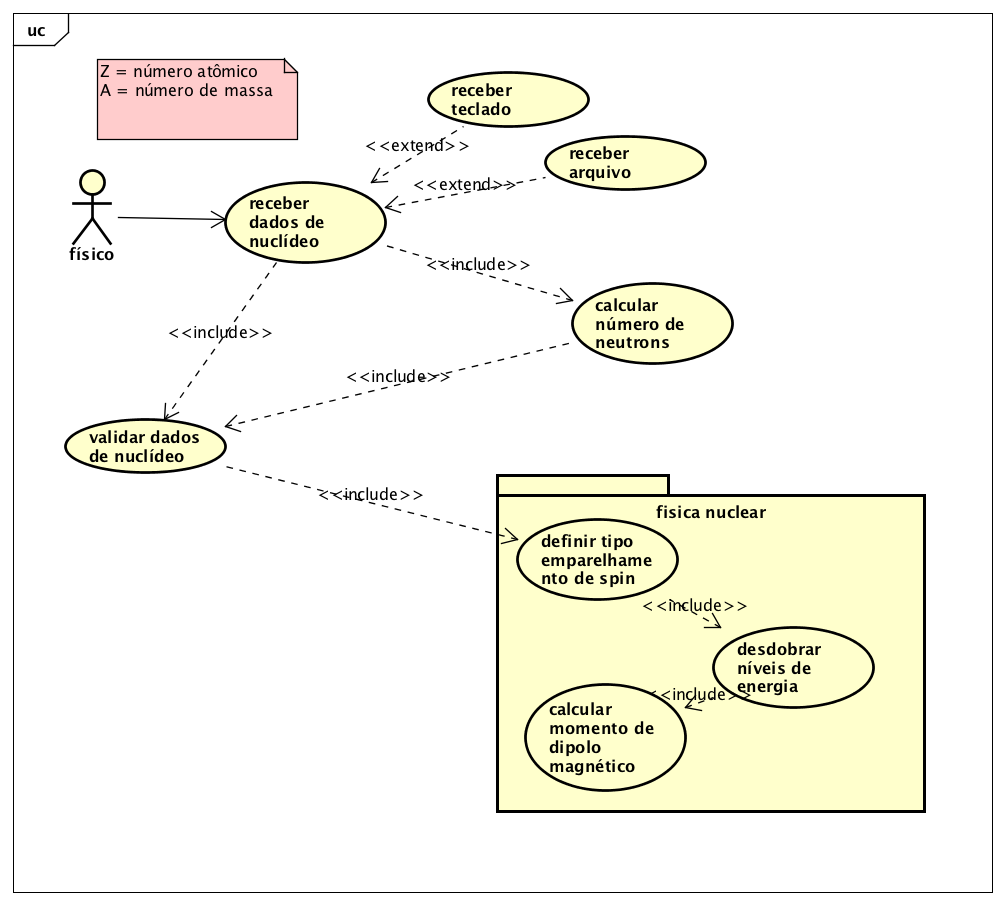 uc
Z = número atômico
A = número de massa
receber
teclado
<<extend>>
receber
arquivo
<<extend>>
receber
dados de
nuclídeo
físico
<<include>>
calcular
número de
neutrons
<<include>>
<<include>>
validar dados
de nuclídeo
<<include>>
fisica nuclear
definir tipo
emparelhame
nto de spin
<<include>>
desdobrar
níveis de
energia
<<include>>
calcular
momento de
dipolo
magnético